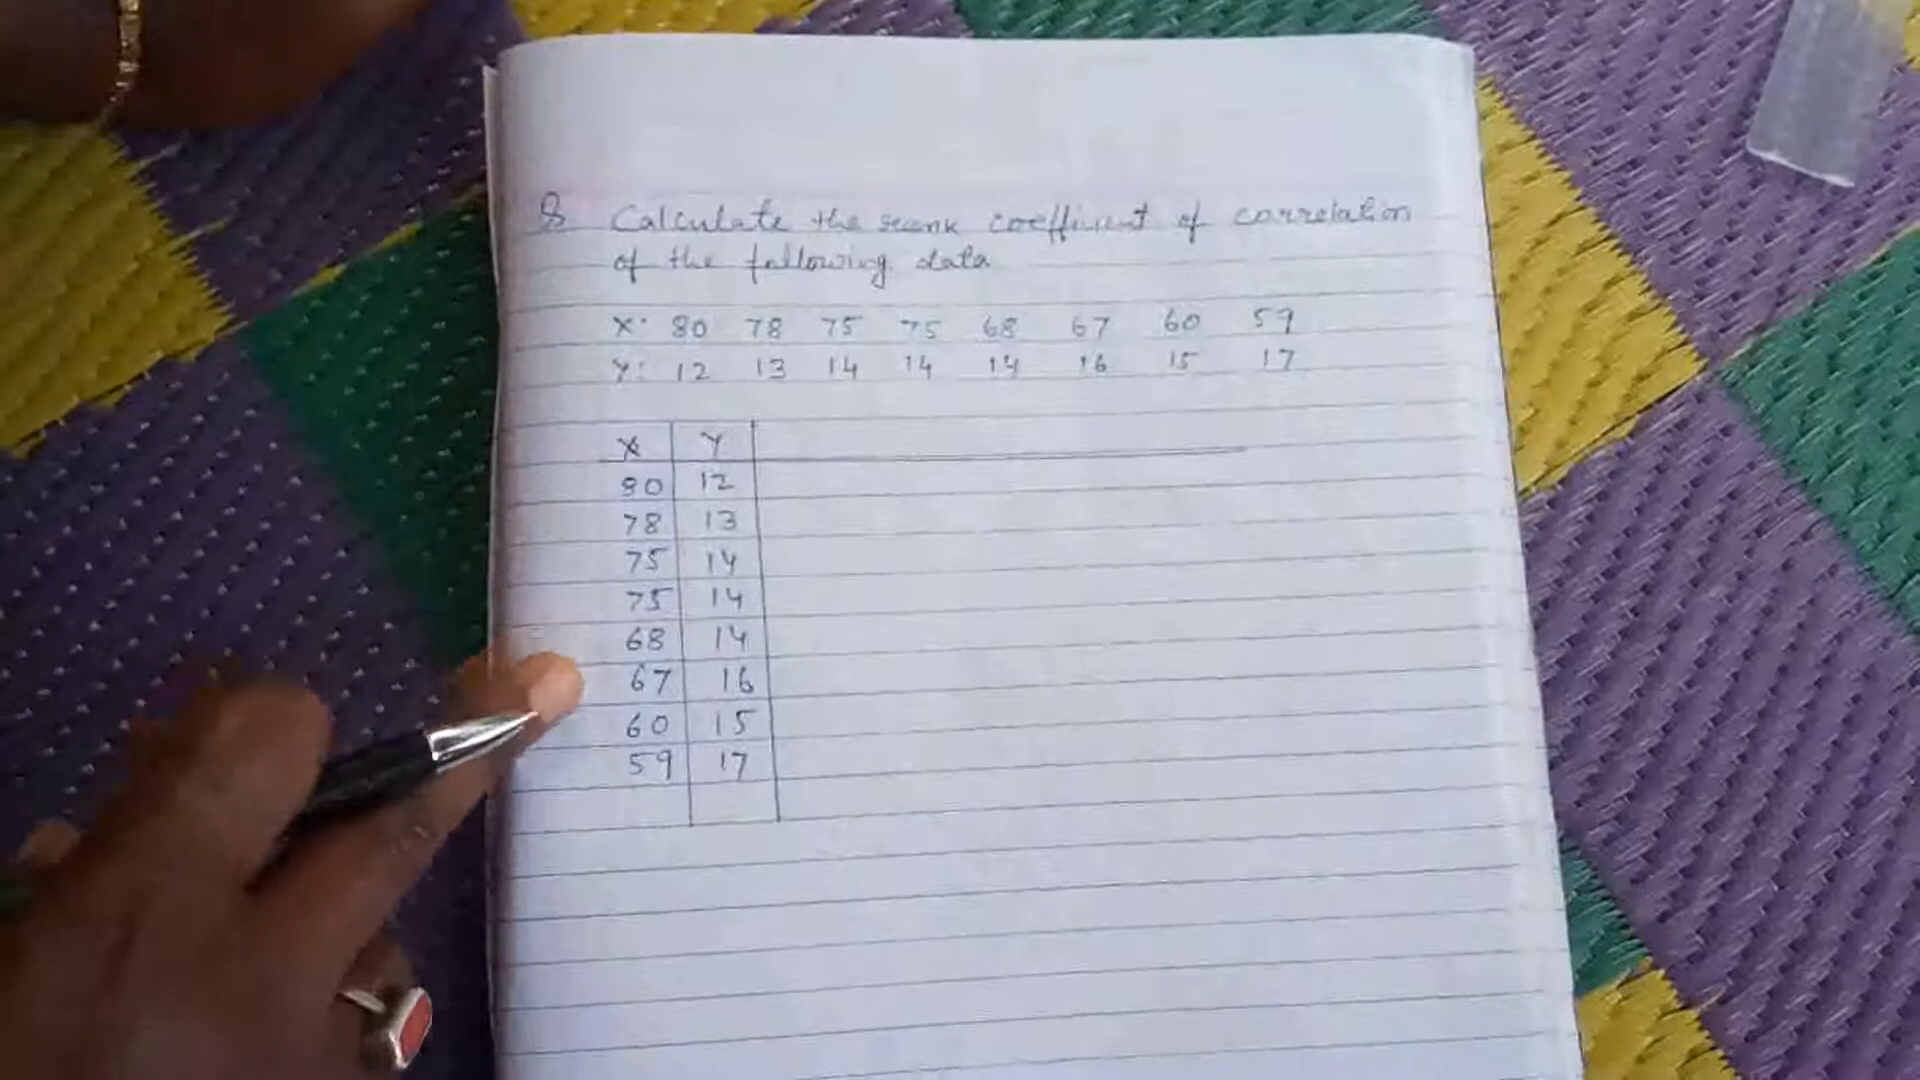 Q Calculate the rank coefficient of correlation
of the following data
X: 80 78 75 75 68 67 60 59
Y: 12 13 14 14 14 16 15 17
X Y
80 12
78 13
75 14
75 14
68 14
67 16
60 15
59 17